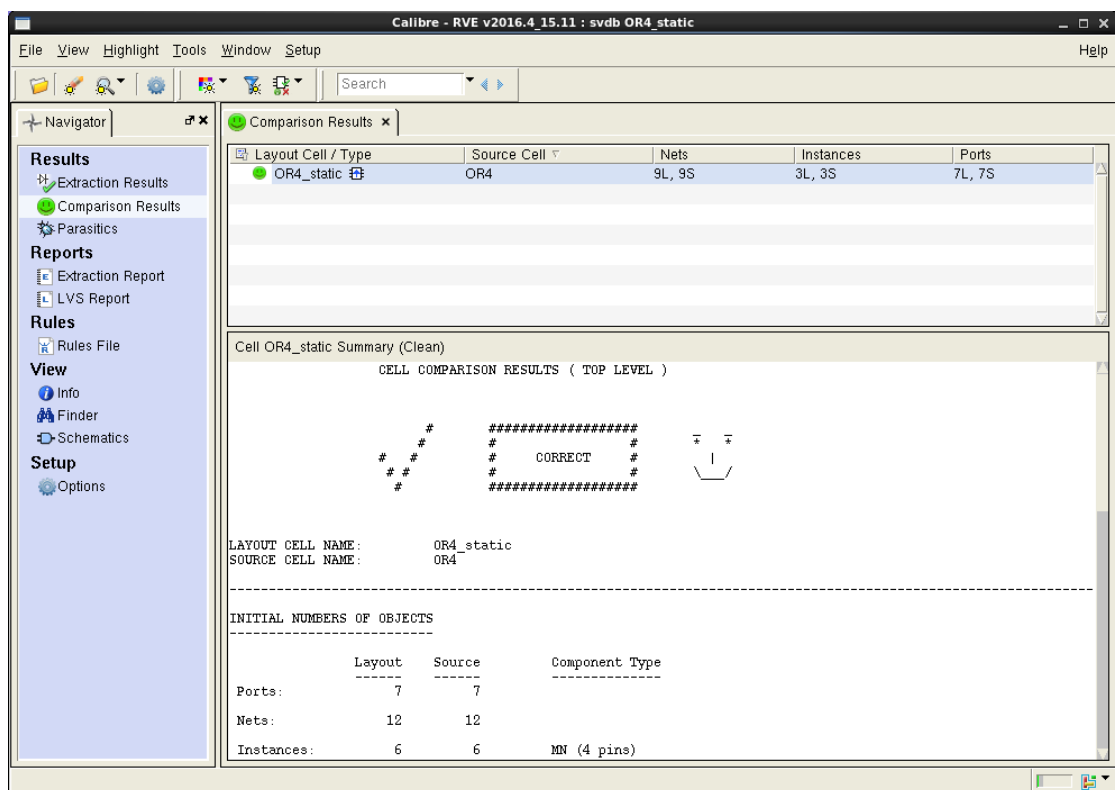 Calibre - RVE v2016.4_15.11 : svdb OR4_static
File View Highlight Tools Window Setup Help
Search
Navigator
Comparison Results
Results
Extraction Results
Comparison Results
Parasitics
Reports
Extraction Report
LVS Report
Rules
Rules File
View
Info
Finder
Schematics
Setup
Options
Layout Cell / Type Source Cell Nets Instances Ports
OR4_static OR4 9L, 9S 3L, 3S 7L, 7S
Cell OR4_static Summary (Clean)
CELL COMPARISON RESULTS ( TOP LEVEL )
# ################### _ _
# # # * *
# # # CORRECT # |
# # # # \___/
# ###################
LAYOUT CELL NAME: OR4_static
SOURCE CELL NAME: OR4
INITIAL NUMBERS OF OBJECTS
Layout Source Component Type
Ports: 7 7
Nets: 12 12
Instances: 6 6 MN (4 pins)